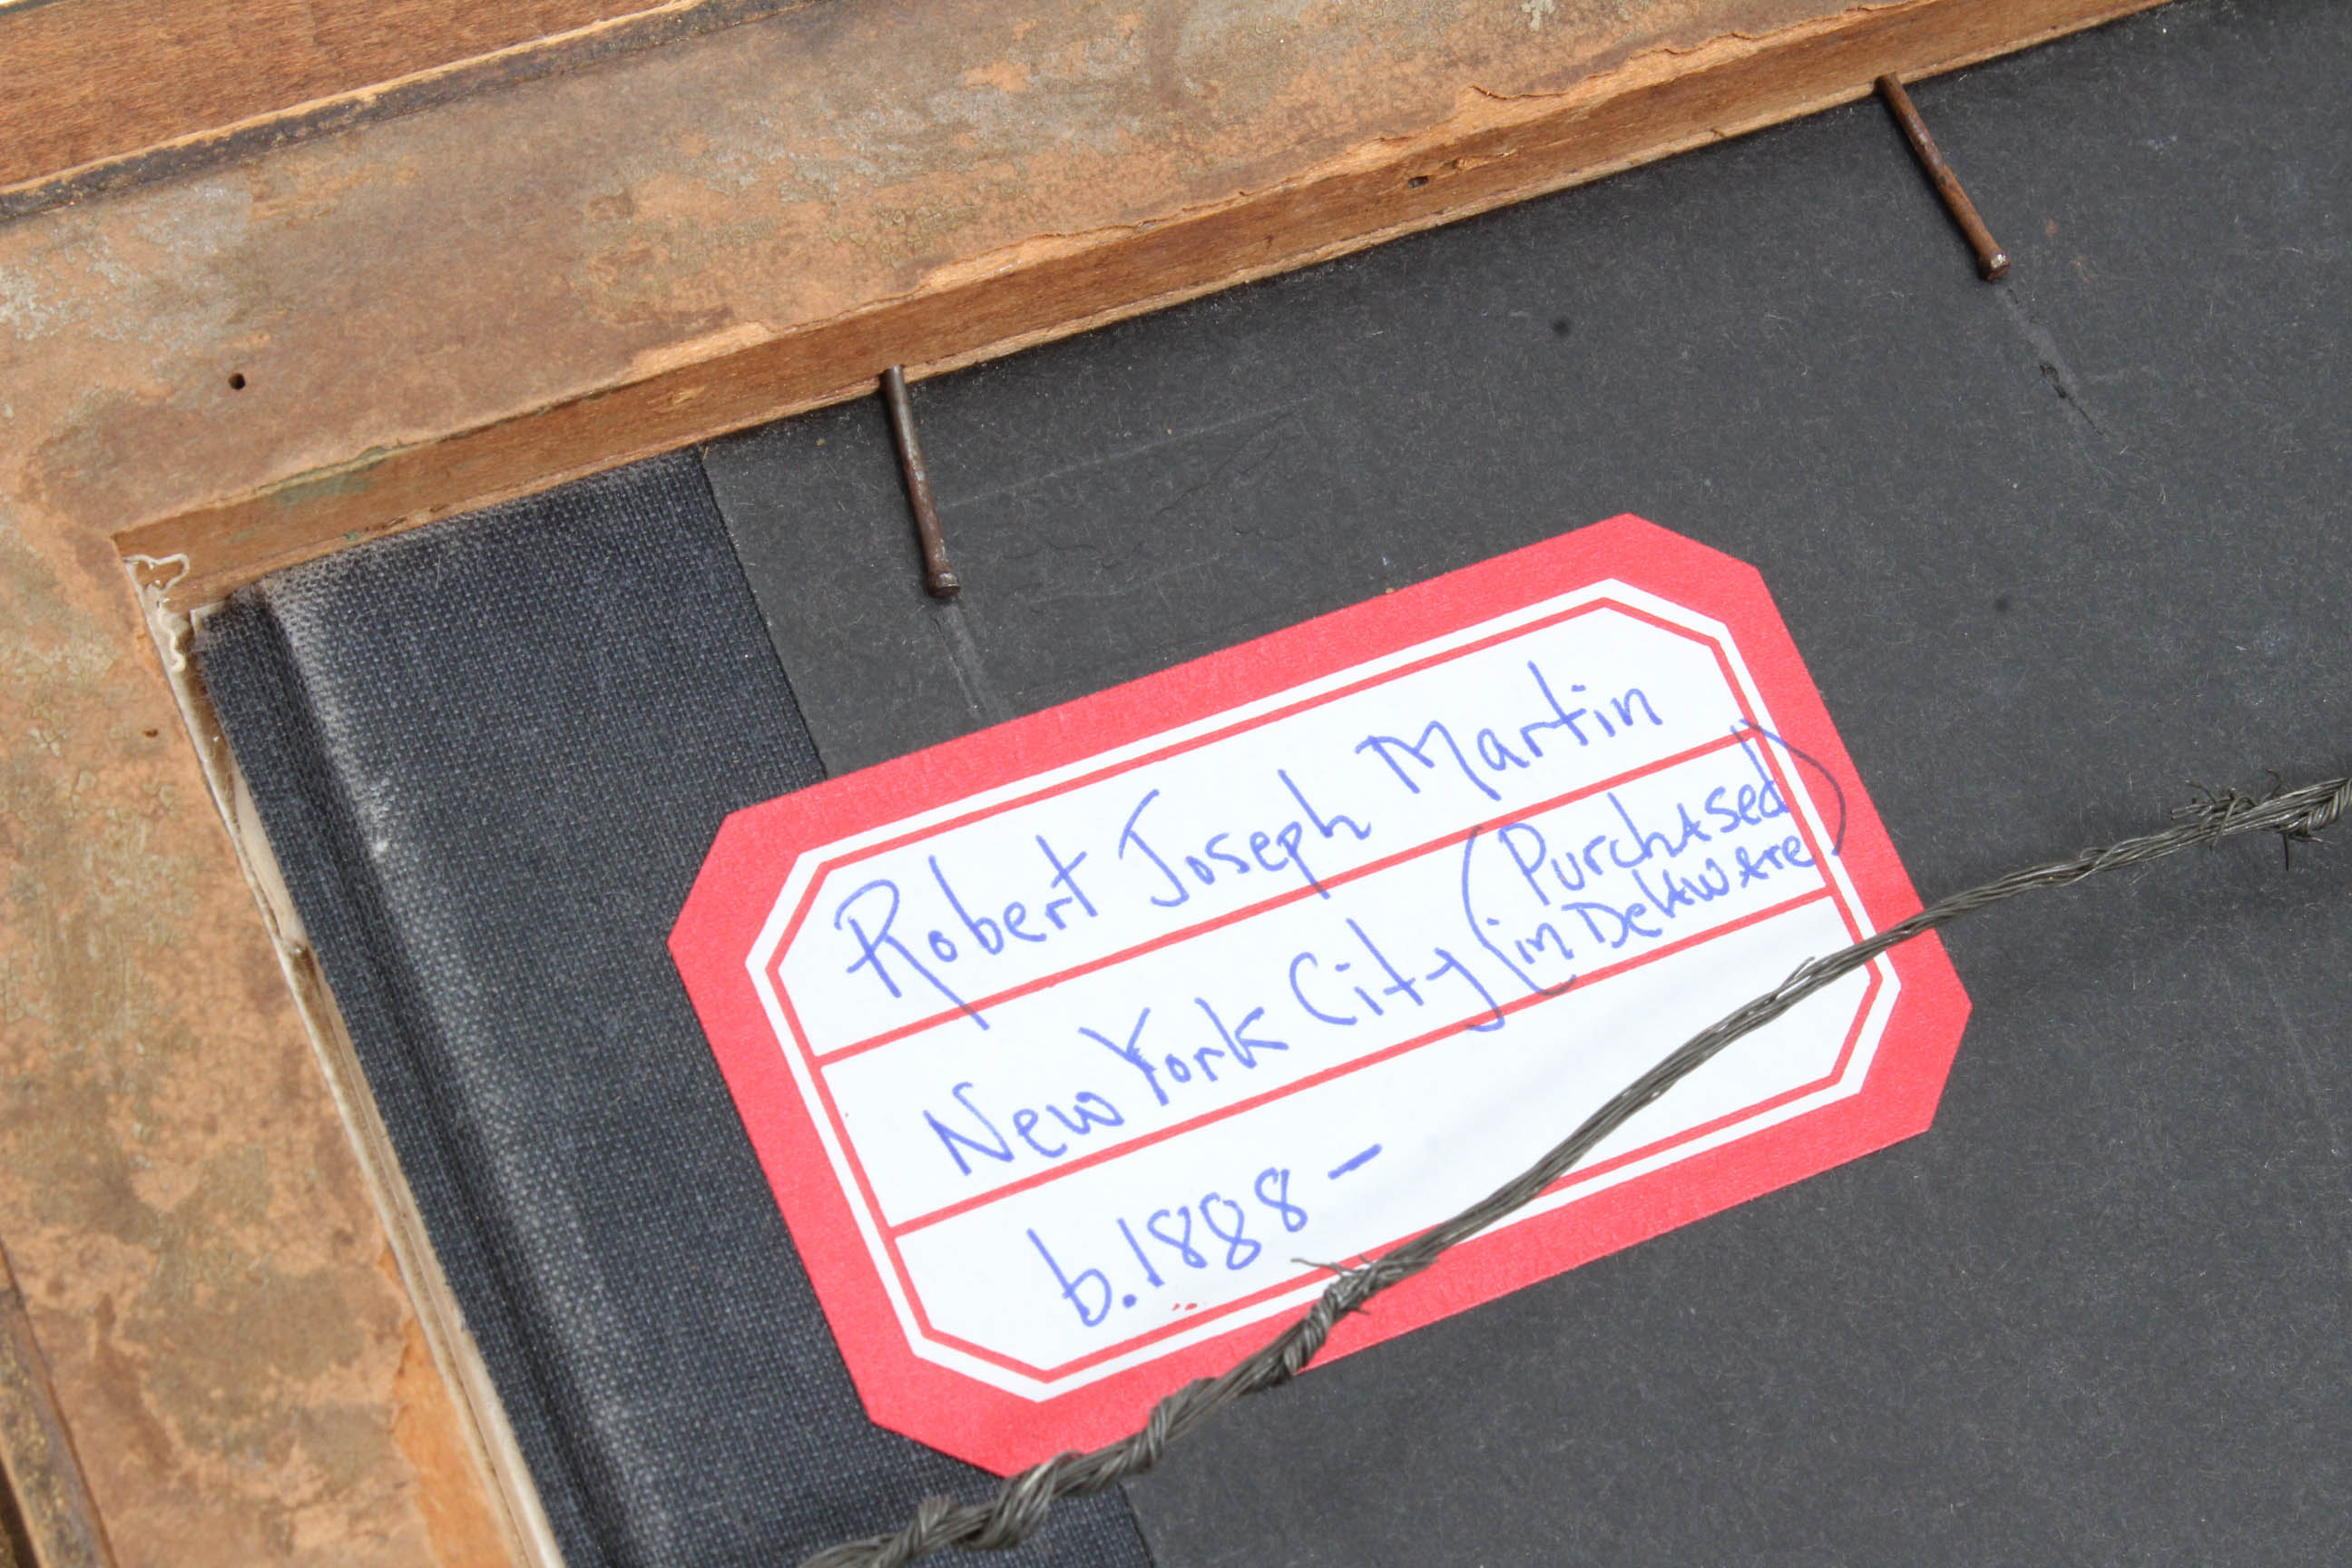 Robert Joseph Martin
New York City (Purchased
in Delaware)
b.1888 -